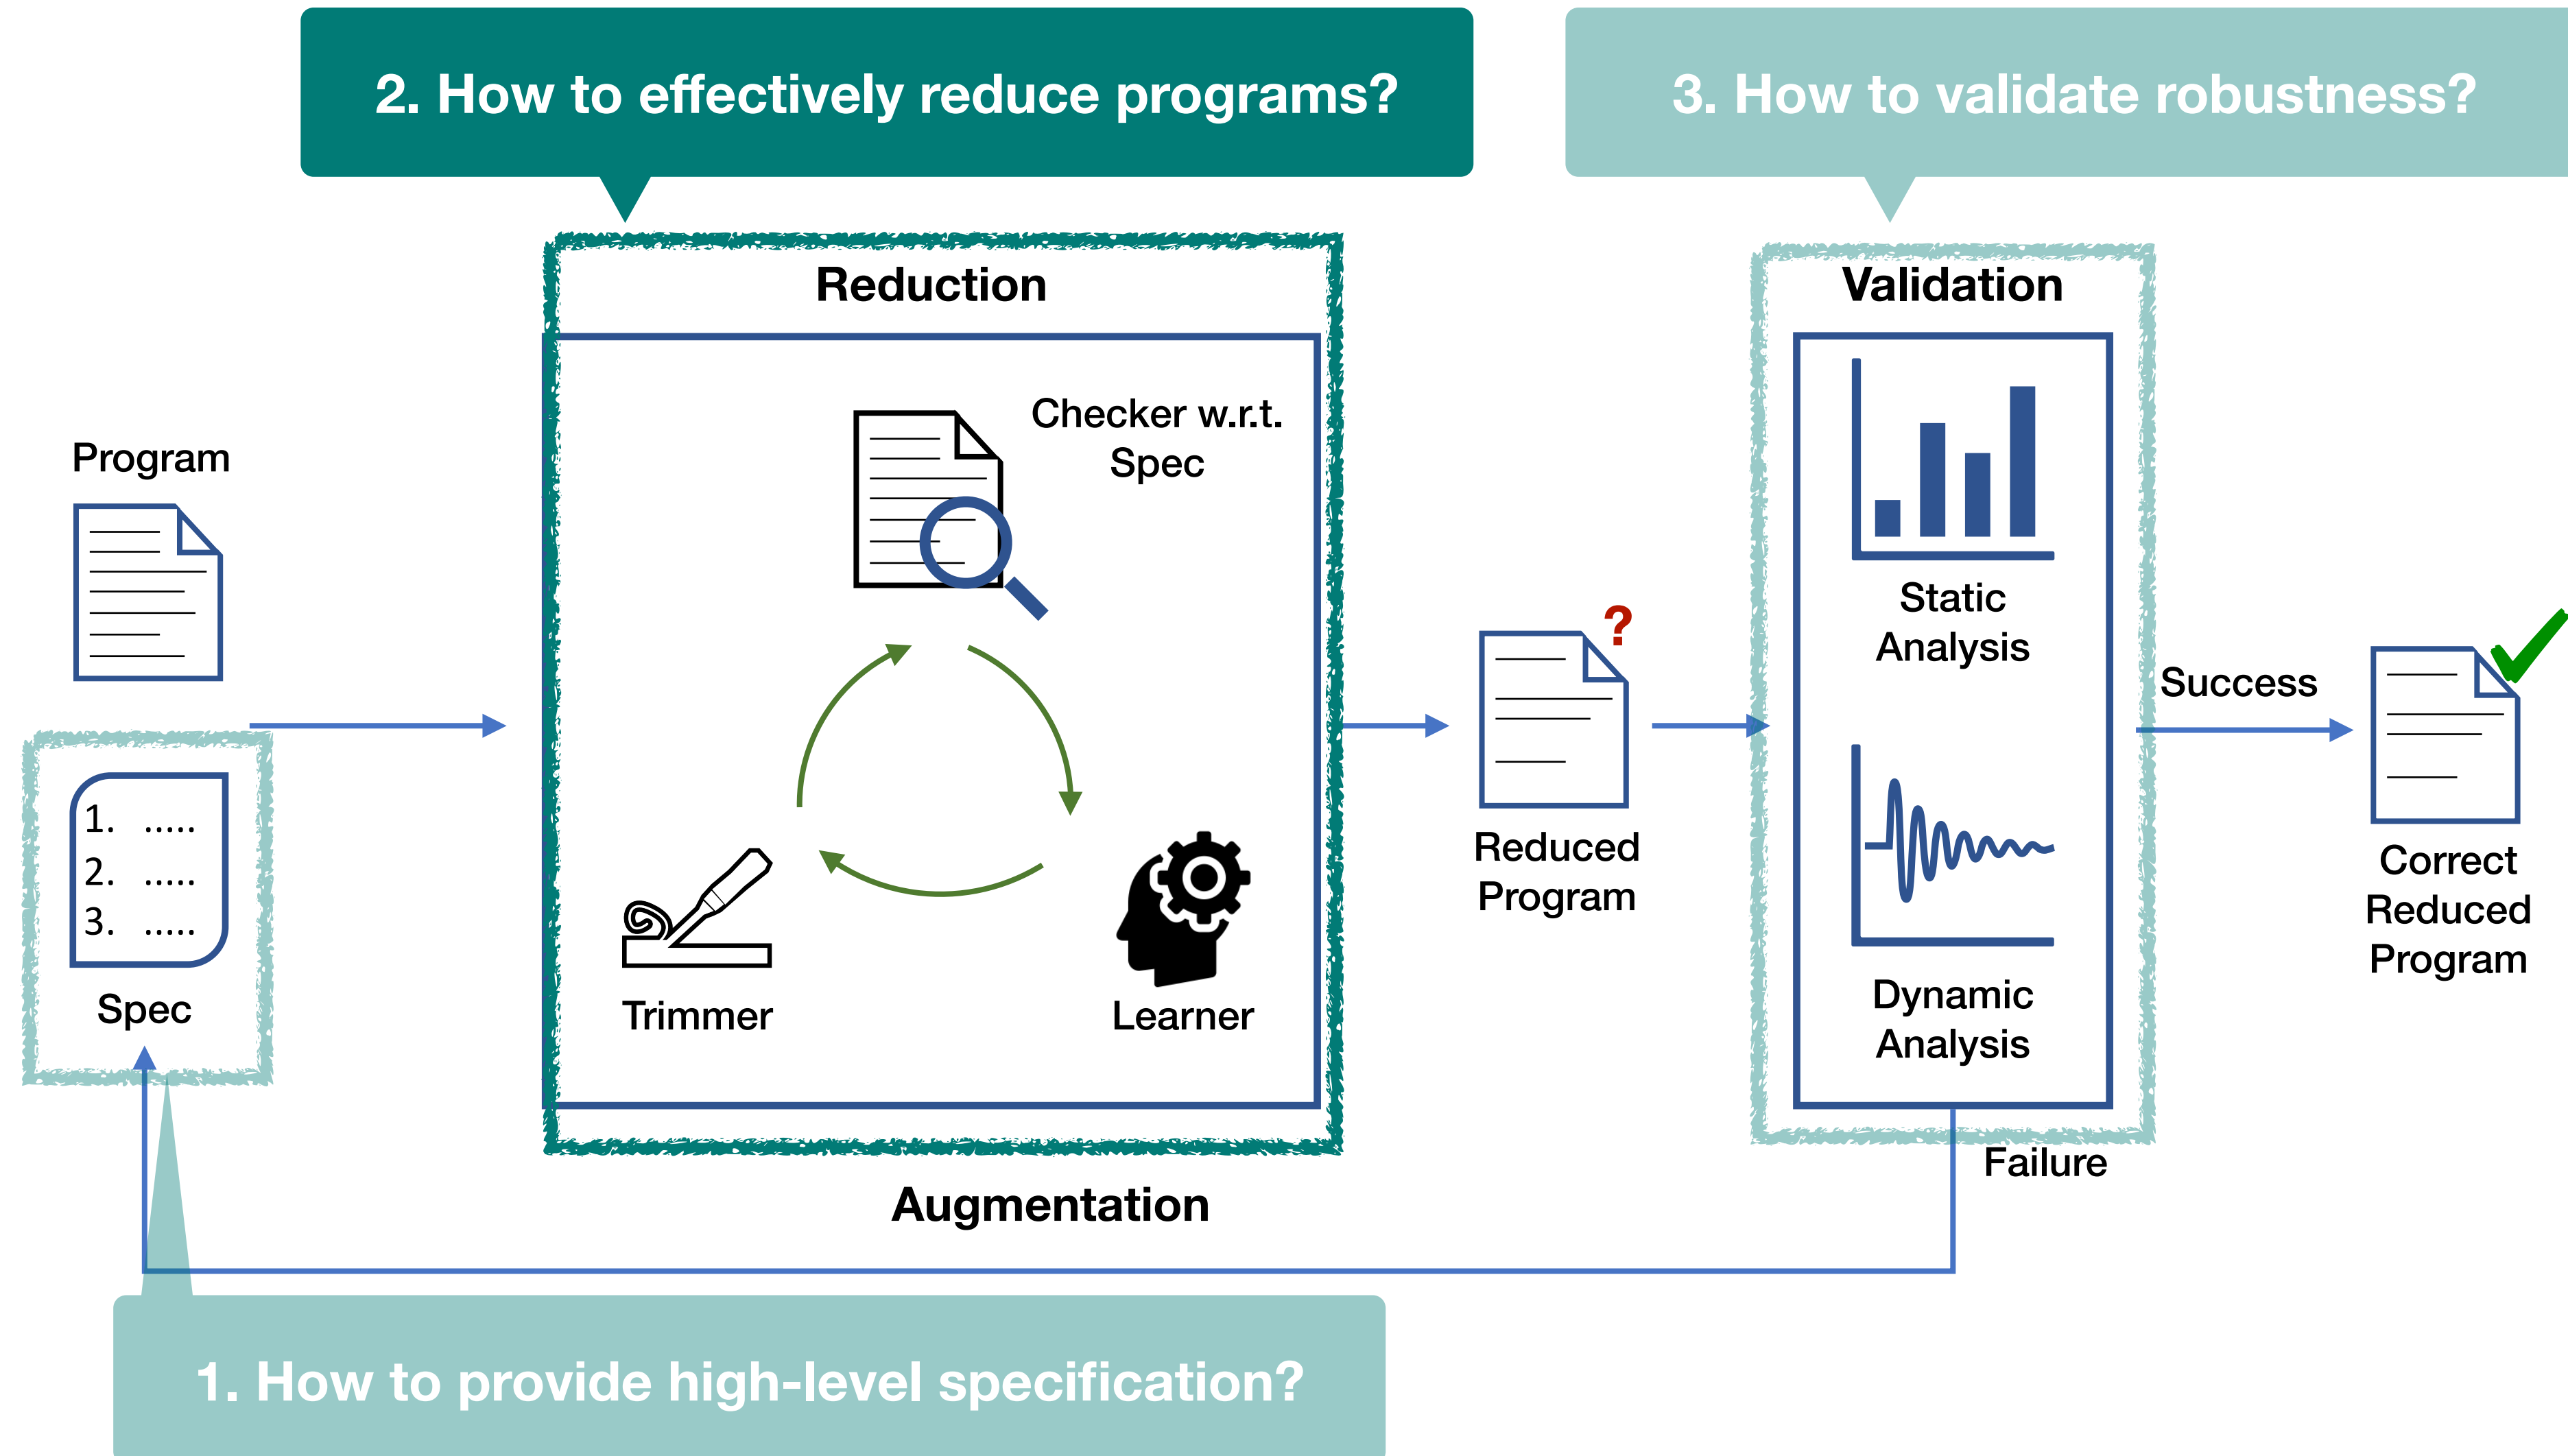 2. How to effectively reduce programs?
3. How to validate robustness?
Reduction
Validation
Checker w.r.t.
Spec
Program
Static
Analysis
?
Success
1. .....
2. .....
3. .....
Spec
Trimmer
Learner
Reduced
Program
Correct
Reduced
Program
Dynamic
Analysis
Failure
Augmentation
1. How to provide high-level specification?